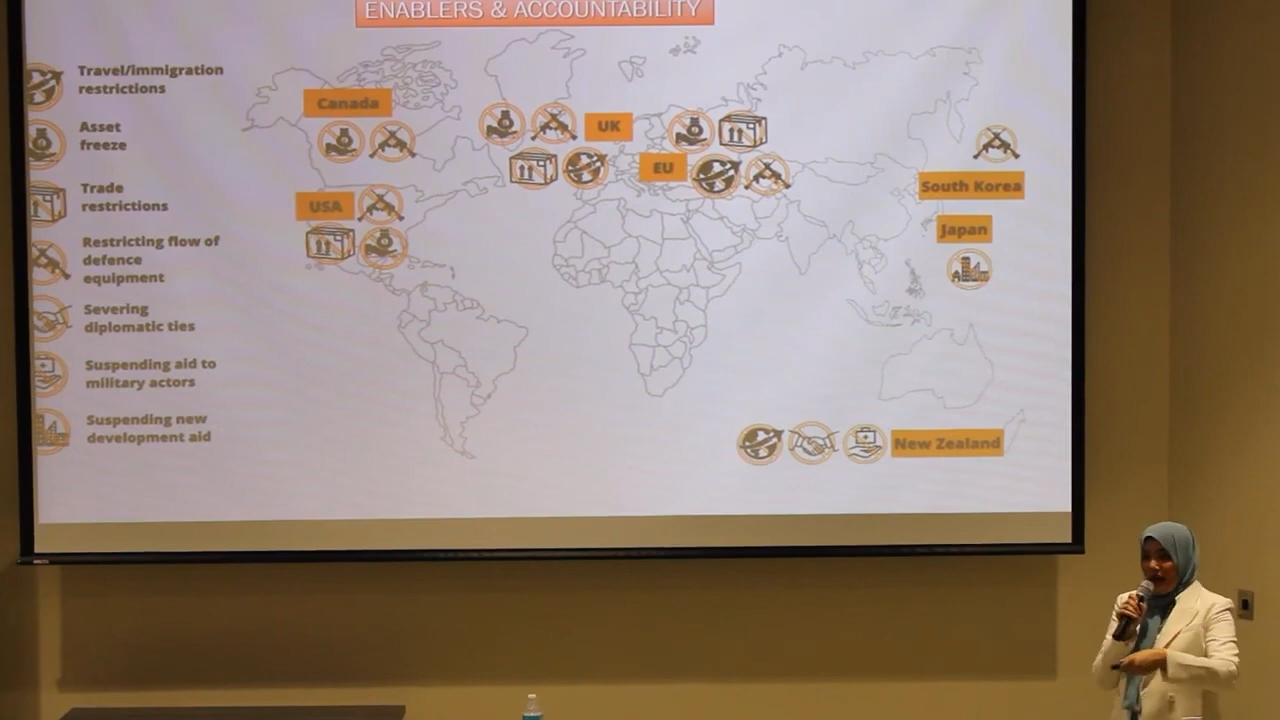 ENABLERS & ACCOUNTABILITY
Travel/immigration
restrictions
Asset
freeze
Trade
restrictions
Restricting flow of
defence
equipment
Severing
diplomatic ties
Suspending aid to
military actors
Suspending new
development aid
Canada
USA
UK
EU
South Korea
Japan
New Zealand